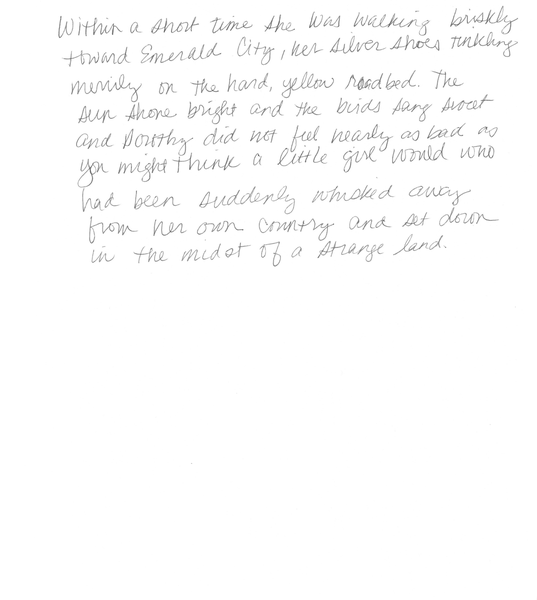 Within a short time she was walking briskly
toward Emerald City, her silver shoes tinkling
merrily on the hard, yellow roadbed. The
sun shone bright and the birds sang sweet
and Dorothy did not feel nearly as bad as
you might think a little girl would who
had been suddenly whisked away
from her own country and set down
in the midst of a strange land.